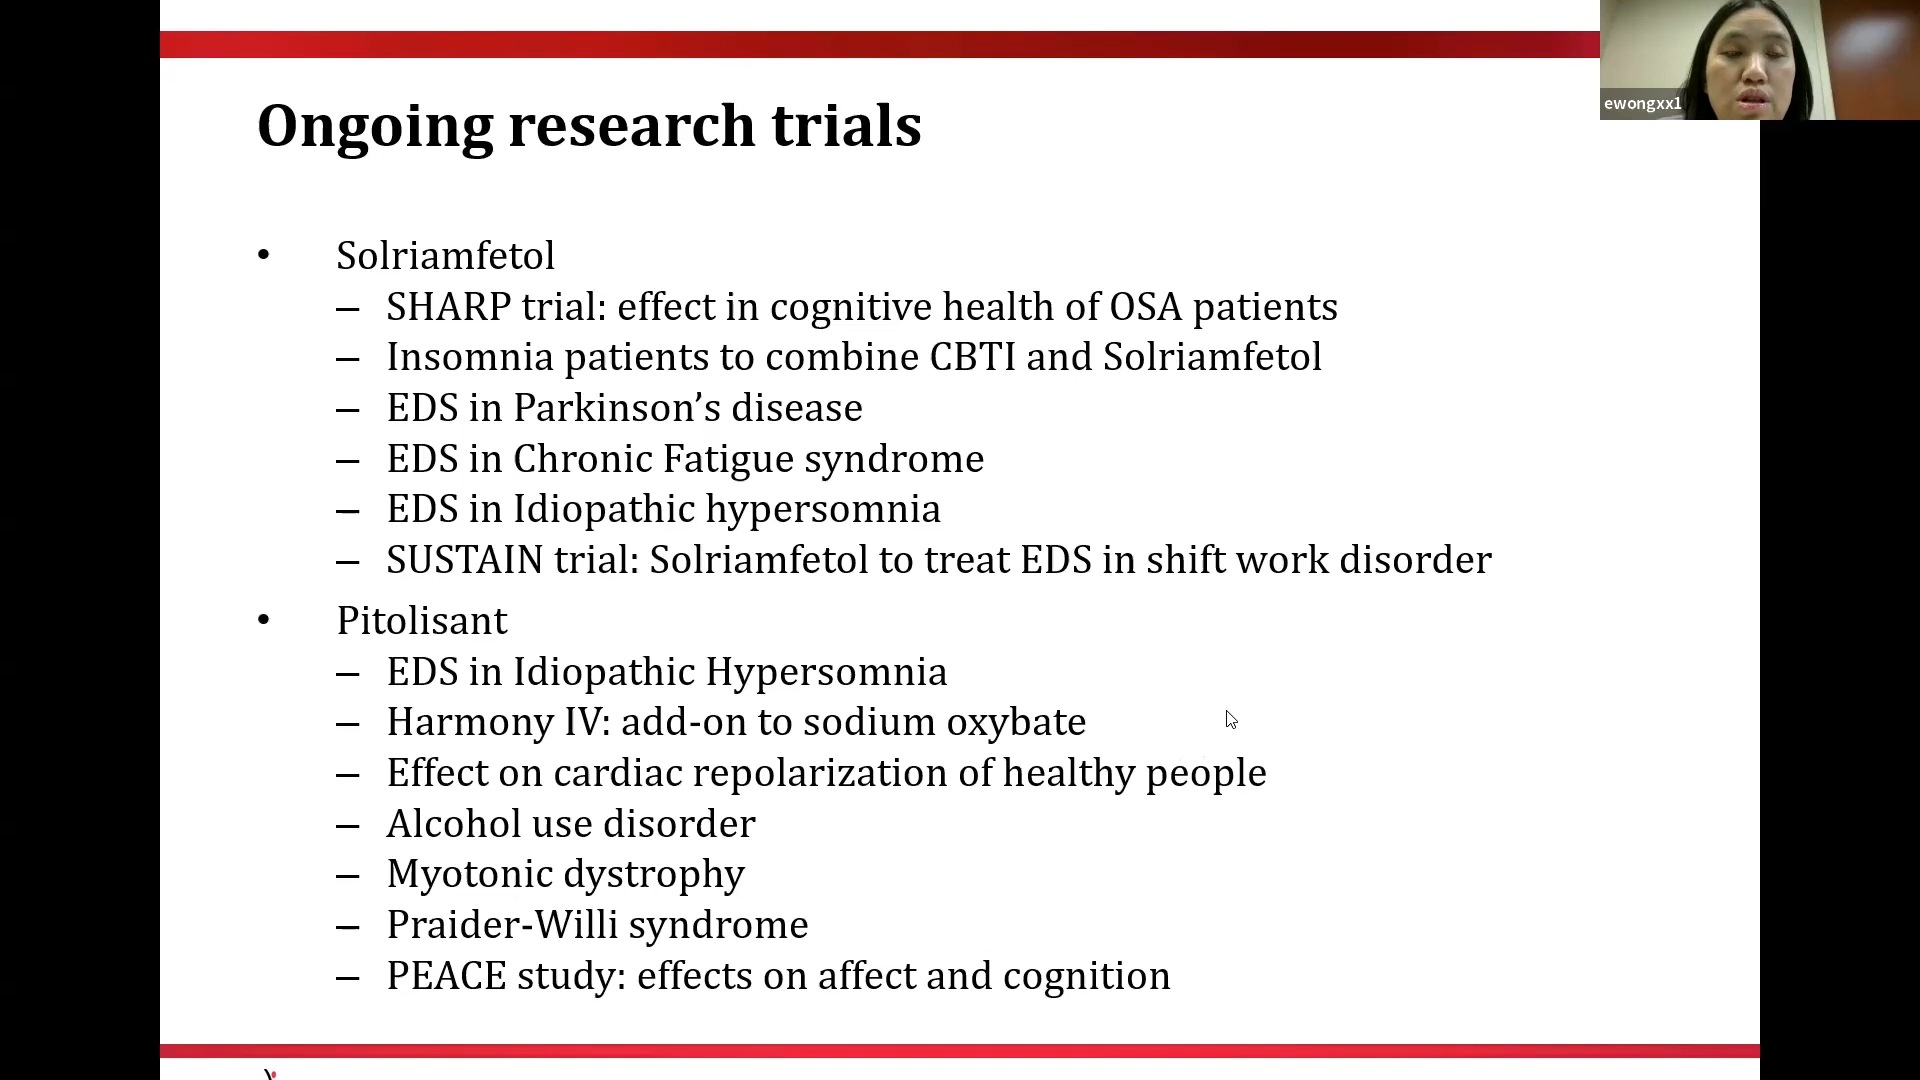 ewongxx1
Ongoing research trials
• Solriamfetol
– SHARP trial: effect in cognitive health of OSA patients
– Insomnia patients to combine CBTI and Solriamfetol
– EDS in Parkinson’s disease
– EDS in Chronic Fatigue syndrome
– EDS in Idiopathic hypersomnia
– SUSTAIN trial: Solriamfetol to treat EDS in shift work disorder
• Pitolisant
– EDS in Idiopathic Hypersomnia
– Harmony IV: add-on to sodium oxybate
– Effect on cardiac repolarization of healthy people
– Alcohol use disorder
– Myotonic dystrophy
– Praider-Willi syndrome
– PEACE study: effects on affect and cognition